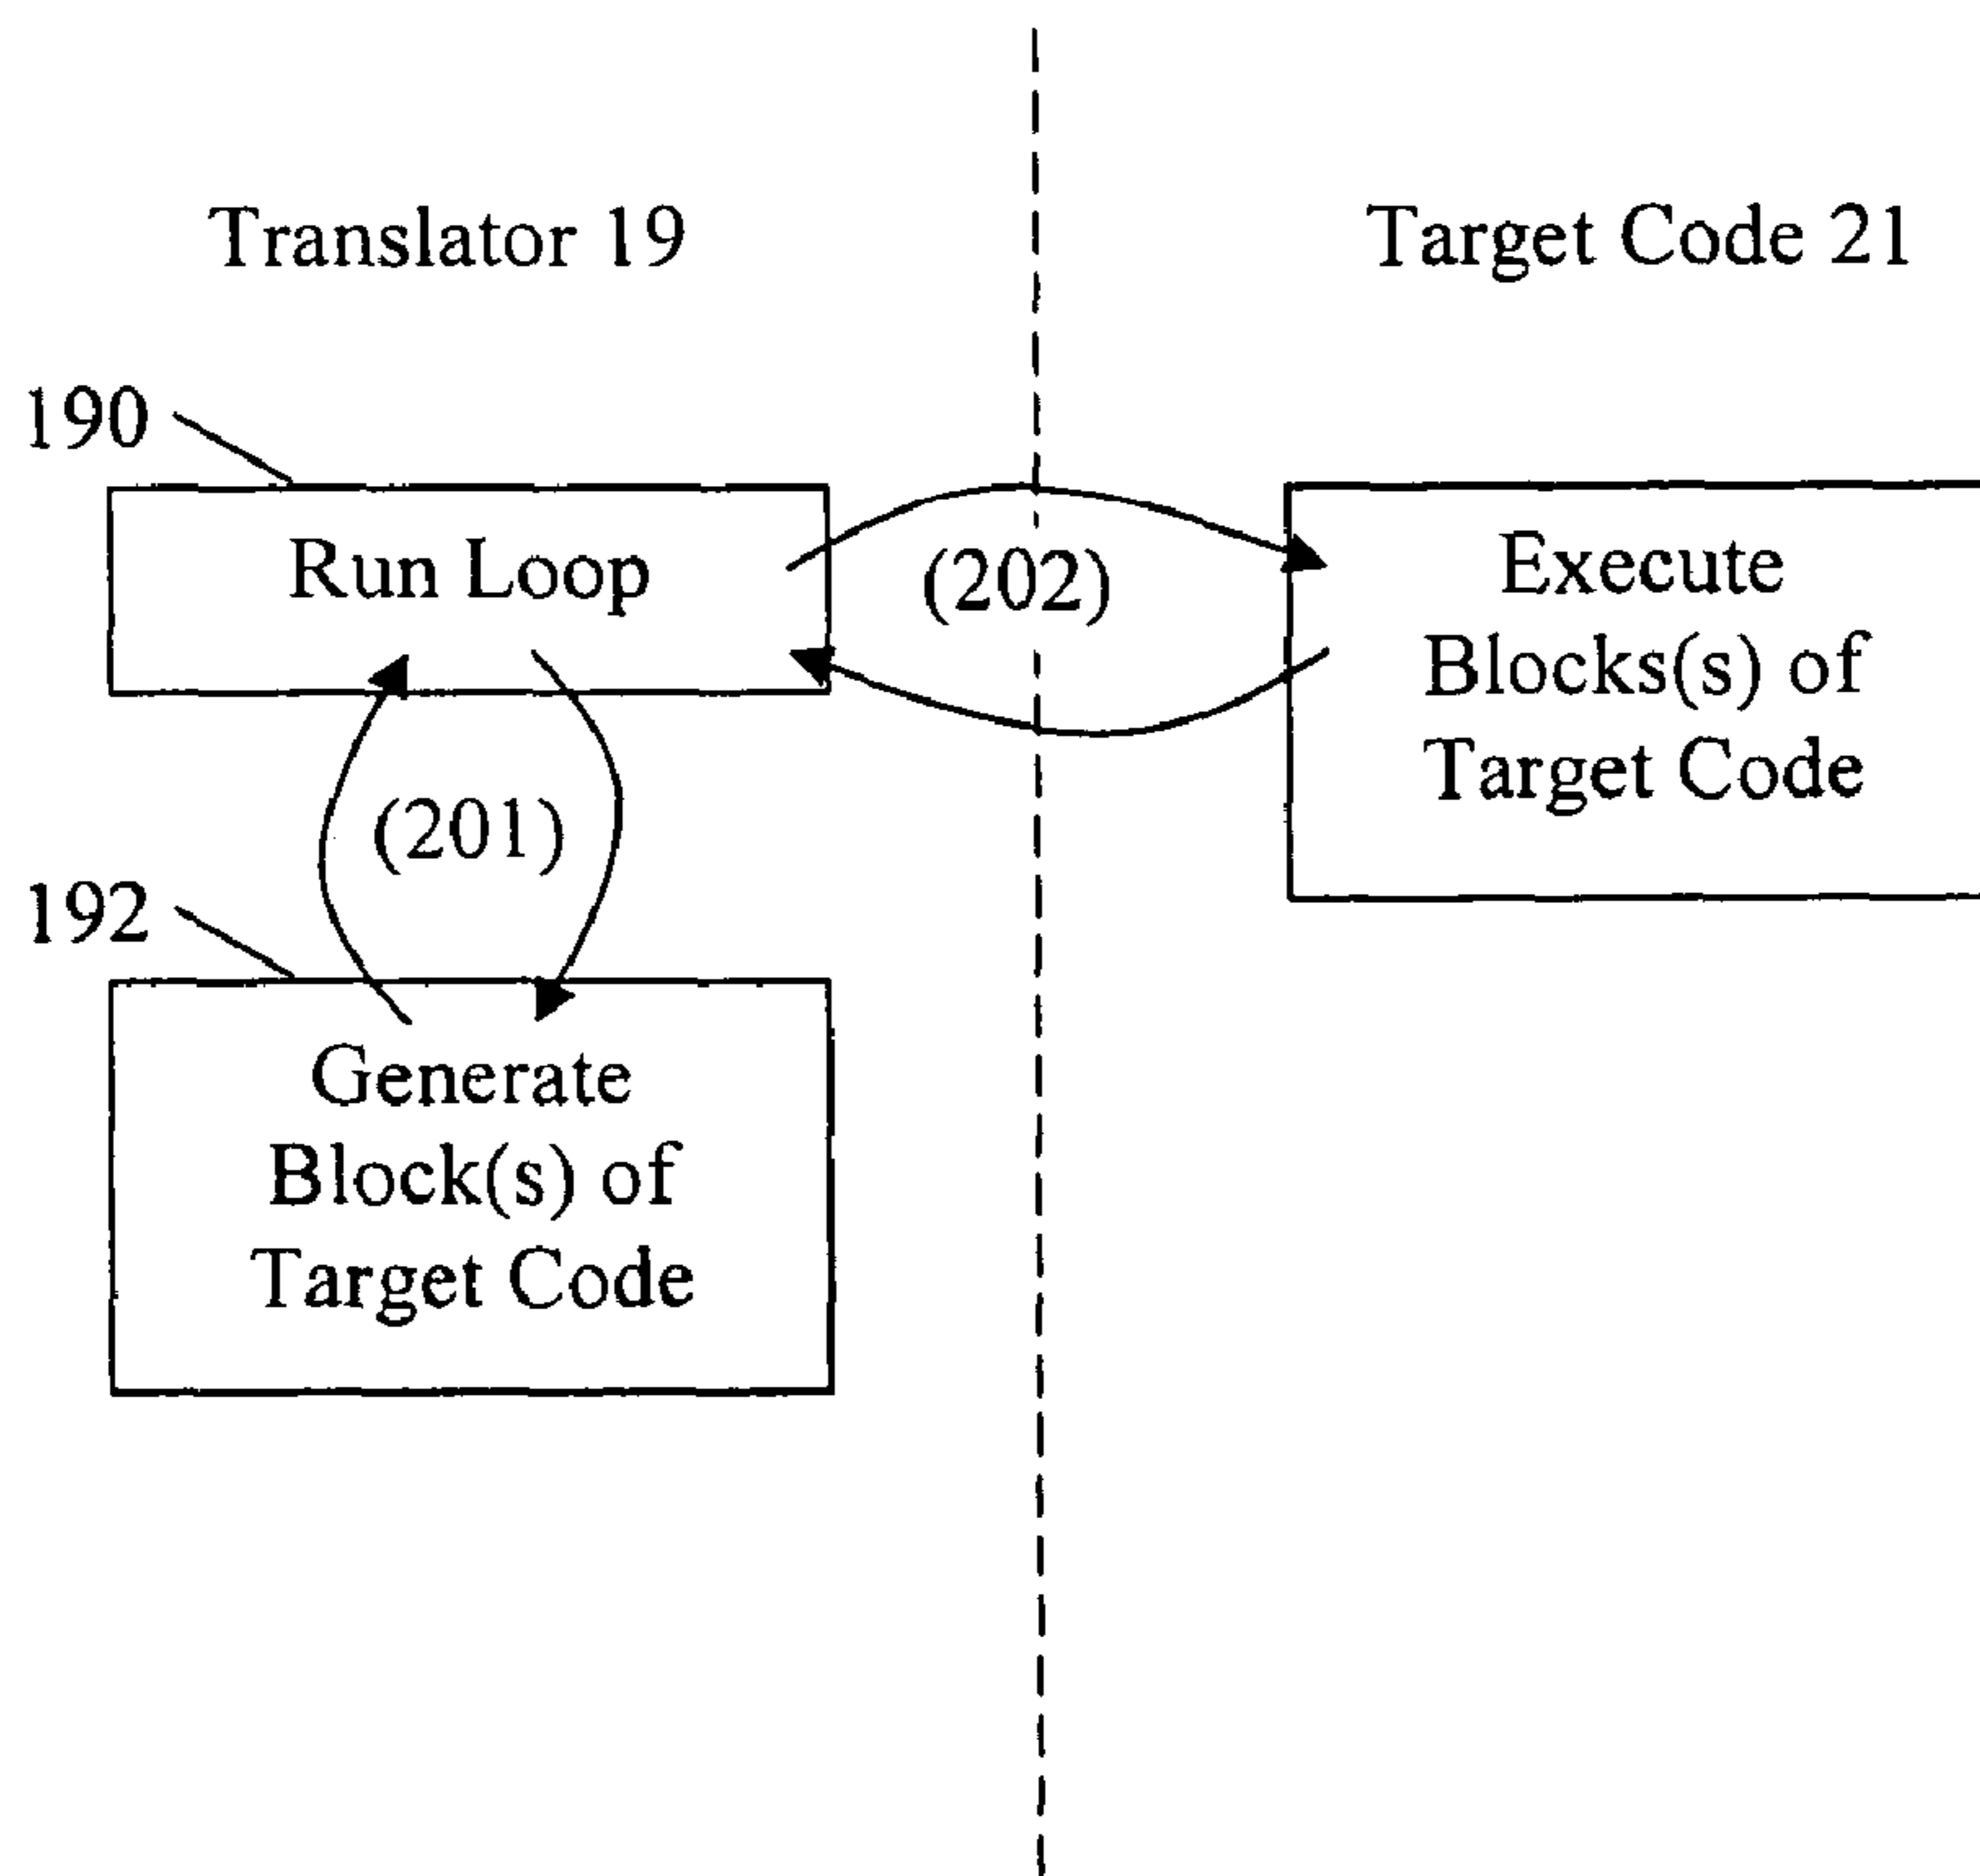 Translator 19
Target Code 21
190
Run Loop
(202)
Execute
Blocks(s) of
Target Code
(201)
192
Generate
Block(s) of
Target Code